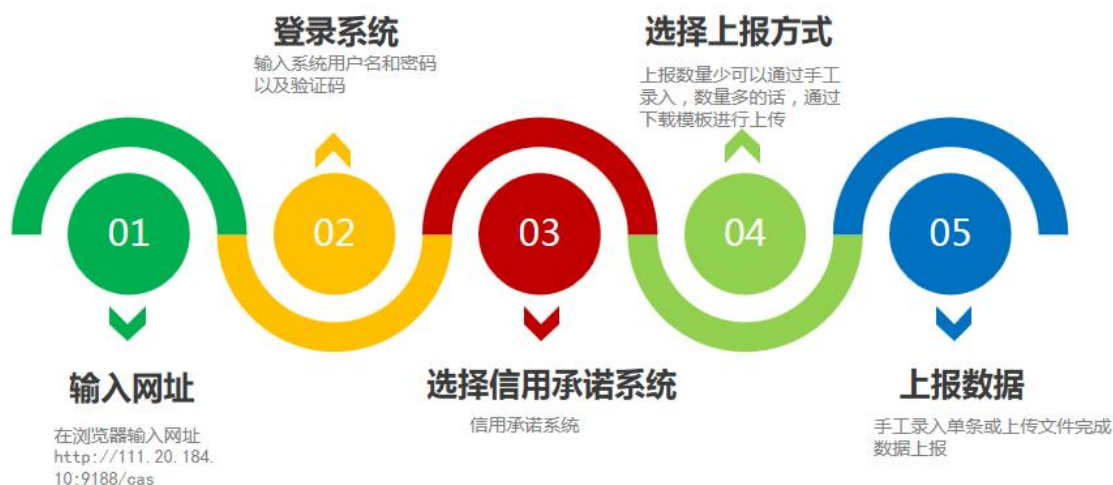 登录系统
输入系统用户名和密码
以及验证码
选择上报方式
上报数量少可以通过手工
录入，数量多的话，通过
下载模板进行上传
01
02
03
04
05
输入网址
在浏览器输入网址
http://111.20.184.
10:9188/cas
选择信用承诺系统
信用承诺系统
上报数据
手工录入单条或上传文件完成
数据上报